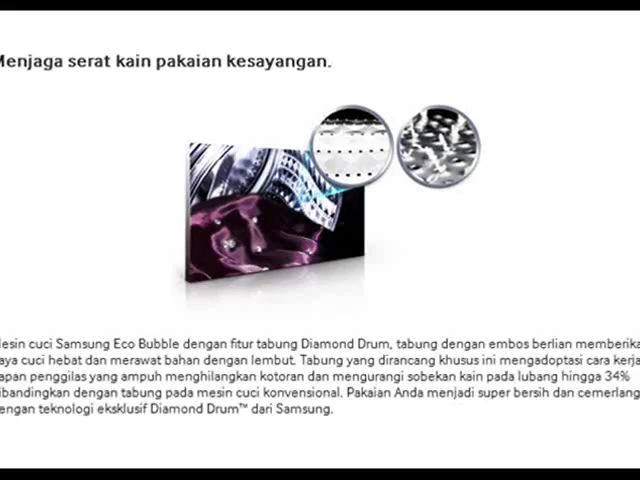 Menjaga serat kain pakaian kesayangan.
esin cuci Samsung Eco Bubble dengan fitur tabung Diamond Drum, tabung dengan embos berlian memberika
aya cuci hebat dan merawat bahan dengan lembut. Tabung yang dirancang khusus ini mengadoptasi cara kerja
apan penggilas yang ampuh menghilangkan kotoran dan mengurangi sobekan kain pada lubang hingga 34%
ibandingkan dengan tabung pada mesin cuci konvensional. Pakaian Anda menjadi super bersih dan cemerlang
engan teknologi eksklusif Diamond Drum™ dari Samsung.